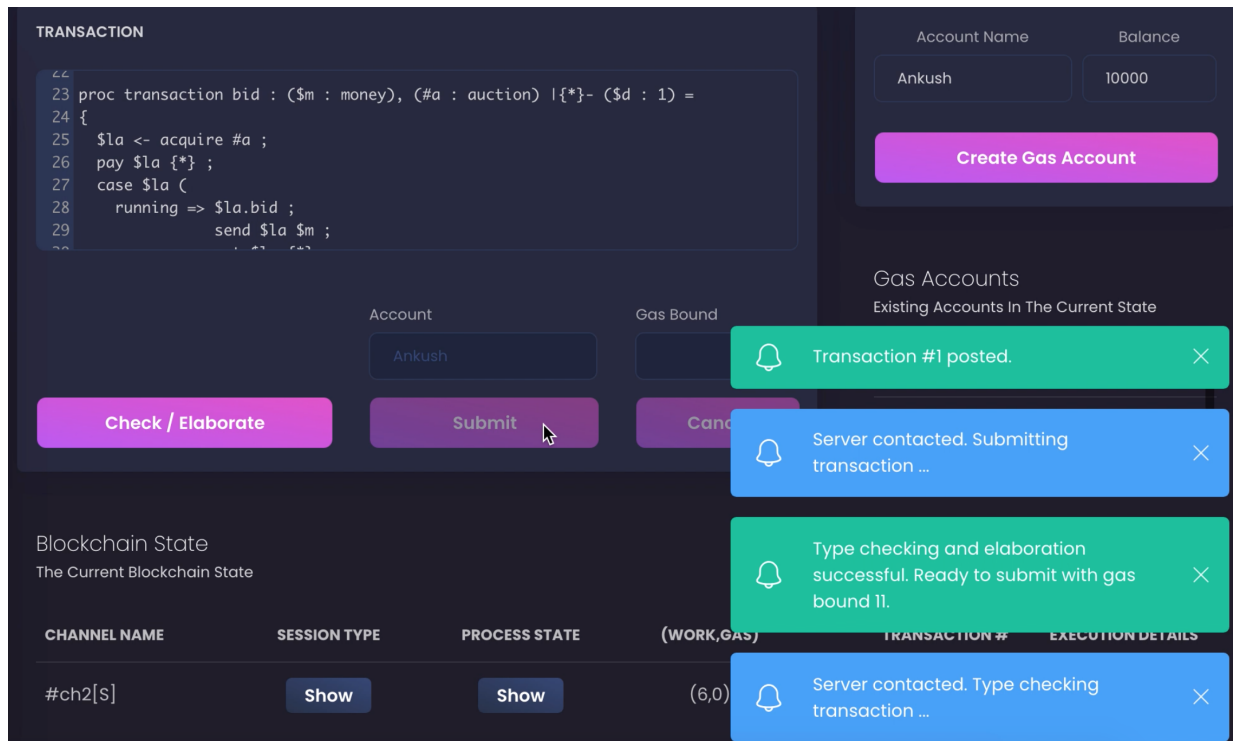 TRANSACTION
22
23 proc transaction bid : ($m : money), (#a : auction) |{*}- ($d : 1) =
24 {
25 $la <- acquire #a ;
26 pay $la {*} ;
27 case $la (
28 running => $la.bid ;
29 send $la $m ;
Account
Gas Bound
Ankush
Check / Elaborate
Submit
Account Name
Balance
Ankush
10000
Create Gas Account
Gas Accounts
Existing Accounts In The Current State
Transaction #1 posted.
Server contacted. Submitting
transaction ...
Type checking and elaboration
successful. Ready to submit with gas
bound 11.
Server contacted. Type checking
transaction ...
Blockchain State
The Current Blockchain State
CHANNEL NAME
SESSION TYPE
PROCESS STATE
(WORK,GAS)
TRANSACTION #
EXECUTION DETAILS
#ch2[S]
Show
Show
(6,0)